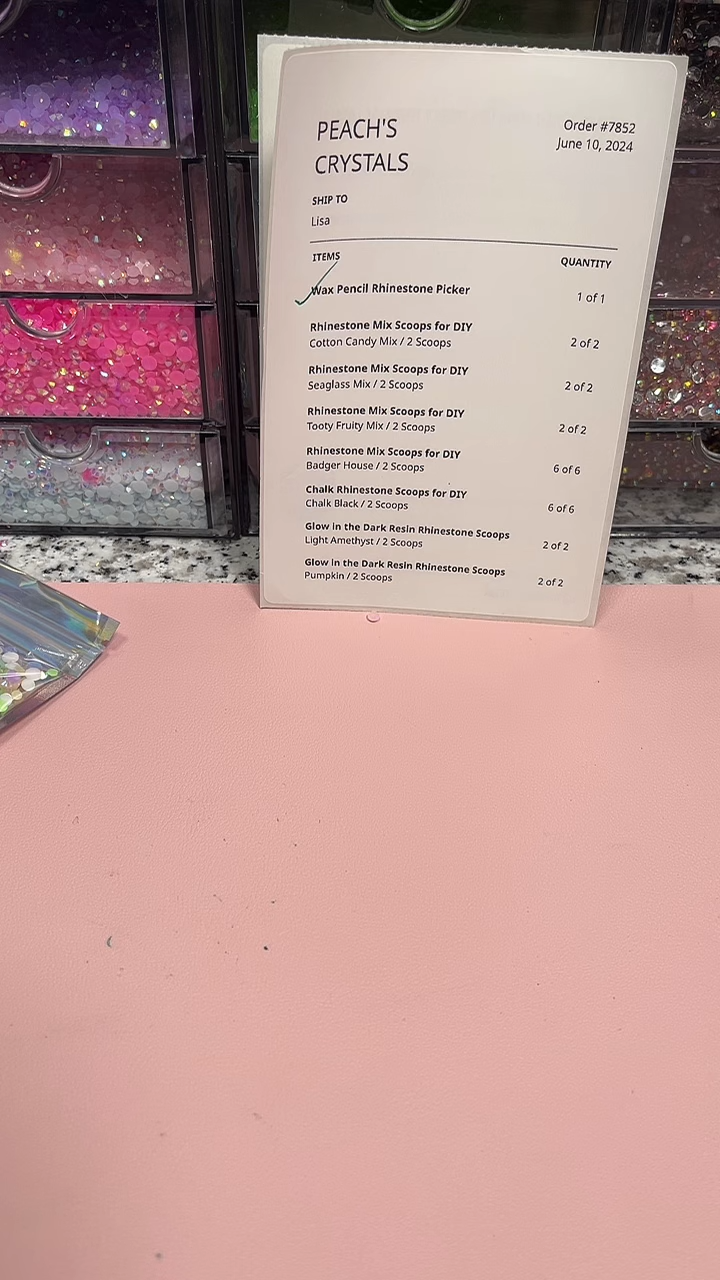 PEACH'S
CRYSTALS
Order #7852
June 10, 2024
SHIP TO
Lisa
ITEMS QUANTITY
Wax Pencil Rhinestone Picker 1 of 1
Rhinestone Mix Scoops for DIY
Cotton Candy Mix / 2 Scoops 2 of 2
Rhinestone Mix Scoops for DIY
Seaglass Mix / 2 Scoops 2 of 2
Rhinestone Mix Scoops for DIY
Tooty Fruity Mix / 2 Scoops 2 of 2
Rhinestone Mix Scoops for DIY
Badger House / 2 Scoops 6 of 6
Chalk Rhinestone Scoops for DIY
Chalk Black / 2 Scoops 6 of 6
Glow in the Dark Resin Rhinestone Scoops
Light Amethyst / 2 Scoops 2 of 2
Glow in the Dark Resin Rhinestone Scoops
Pumpkin / 2 Scoops 2 of 2